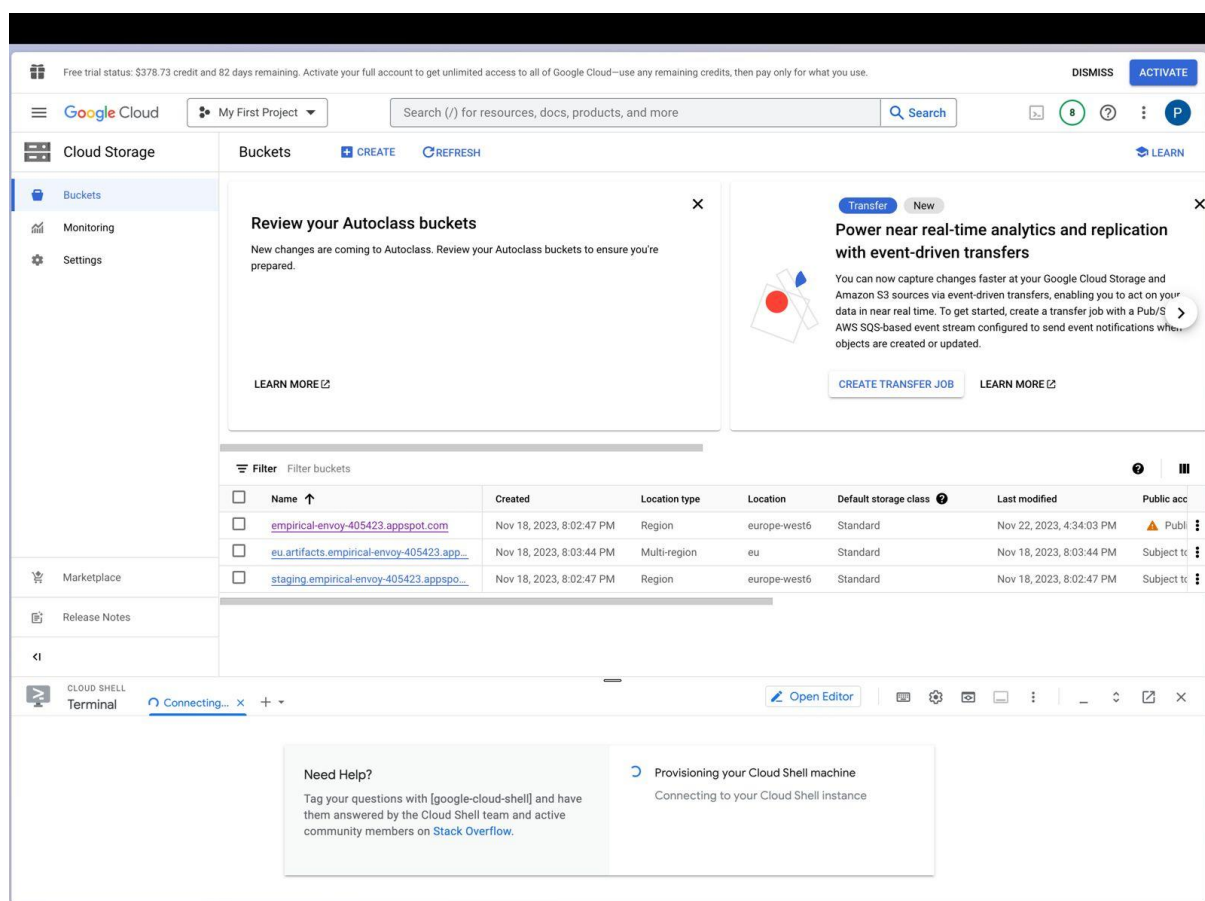 Free trial status: $378.73 credit and 82 days remaining. Activate your full account to get unlimited access to all of Google Cloud—use any remaining credits, then pay only for what you use.
DISMISS
ACTIVATE
Google Cloud
My First Project
Search (/) for resources, docs, products, and more
Search
8
P
Cloud Storage
Buckets
CREATE
REFRESH
LEARN
Buckets
Monitoring
Settings
Review your Autoclass buckets
New changes are coming to Autoclass. Review your Autoclass buckets to ensure you're
prepared.
LEARN MORE
Transfer
New
Power near real-time analytics and replication
with event-driven transfers
You can now capture changes faster at your Google Cloud Storage and
Amazon S3 sources via event-driven transfers, enabling you to act on your
data in near real time. To get started, create a transfer job with a Pub/S
AWS SQS-based event stream configured to send event notifications when
objects are created or updated.
CREATE TRANSFER JOB
LEARN MORE
Filter Filter buckets
Name Created Location type Location Default storage class Last modified Public acc
empirical-envoy-405423.appspot.com Nov 18, 2023, 8:02:47 PM Region europe-west6 Standard Nov 22, 2023, 4:34:03 PM Publi
eu.artifacts.empirical-envoy-405423.app... Nov 18, 2023, 8:03:44 PM Multi-region eu Standard Nov 18, 2023, 8:03:44 PM Subject to
staging.empirical-envoy-405423.appspo... Nov 18, 2023, 8:02:47 PM Region europe-west6 Standard Nov 18, 2023, 8:02:47 PM Subject to
Marketplace
Release Notes
CLOUD SHELL
Terminal
Connecting...
Open Editor
Need Help?
Tag your questions with [google-cloud-shell] and have
them answered by the Cloud Shell team and active
community members on Stack Overflow.
Provisioning your Cloud Shell machine
Connecting to your Cloud Shell instance